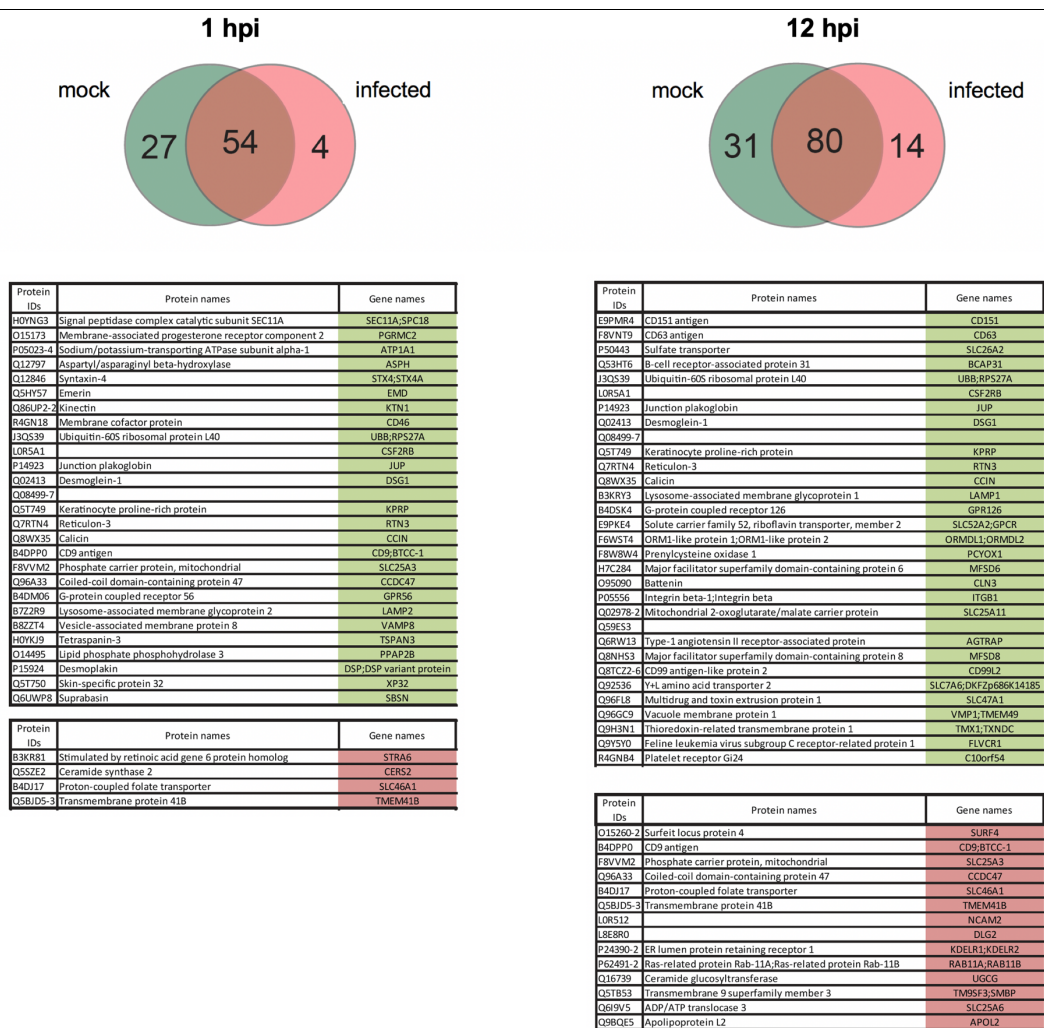 1 hpi
mock
infected
27
54
4
Protein IDs Protein names Gene names
H0YNG3 Signal peptidase complex catalytic subunit SEC11A SEC11A;SPC18
O15173 Membrane-associated progesterone receptor component 2 PGRMC2
P05023-4 Sodium/potassium-transporting ATPase subunit alpha-1 ATP1A1
Q12797 Aspartyl/asparaginyl beta-hydroxylase ASPH
Q12846 Syntaxin-4 STX4;STX4A
Q5HY57 Emerin EMD
Q86UP2-2 Kinectin KTN1
R4GN18 Membrane cofactor protein CD46
J3QS39 Ubiquitin-60S ribosomal protein L40 UBB;RPS27A
L0R5A1 CSF2RB
P14923 Junction plakoglobin JUP
Q02413 Desmoglein-1 DSG1
Q08499-7
Q5T749 Keratinocyte proline-rich protein KPRP
Q7RTN4 Reticulon-3 RTN3
Q8WX35 Calicin CCIN
B4DPP0 CD9 antigen CD9;BTCC-1
F8VVM2 Phosphate carrier protein, mitochondrial SLC25A3
Q96A33 Coiled-coil domain-containing protein 47 CCDC47
B4DM06 G-protein coupled receptor 56 GPR56
B7Z2R9 Lysosome-associated membrane glycoprotein 2 LAMP2
B8ZZT4 Vesicle-associated membrane protein 8 VAMP8
H0YKJ9 Tetraspanin-3 TSPAN3
O14495 Lipid phosphate phosphohydrolase 3 PPAP2B
P15924 Desmoplakin DSP;DSP variant protein
Q5T750 Skin-specific protein 32 XP32
Q6UWP8 Suprabasin SBSN
Protein IDs Protein names Gene names
B3KR81 Stimulated by retinoic acid gene 6 protein homolog STRA6
Q5SZE2 Ceramide synthase 2 CERS2
B4DJ17 Proton-coupled folate transporter SLC46A1
Q5BJD5-3 Transmembrane protein 41B TMEM41B
12 hpi
mock
infected
31
80
14
Protein IDs Protein names Gene names
E9PMR4 CD151 antigen CD151
F8VNT9 CD63 antigen CD63
P50443 Sulfate transporter SLC26A2
Q53HT6 B-cell receptor-associated protein 31 BCAP31
J3QS39 Ubiquitin-60S ribosomal protein L40 UBB;RPS27A
L0R5A1 CSF2RB
P14923 Junction plakoglobin JUP
Q02413 Desmoglein-1 DSG1
Q08499-7
Q5T749 Keratinocyte proline-rich protein KPRP
Q7RTN4 Reticulon-3 RTN3
Q8WX35 Calicin CCIN
B3KRY3 Lysosome-associated membrane glycoprotein 1 LAMP1
B4DSK4 G-protein coupled receptor 126 GPR126
E9PKE4 Solute carrier family 52, riboflavin transporter, member 2 SLC52A2;GPCR
F6WST4 ORM1-like protein 1;ORM1-like protein 2 ORMDL1;ORMDL2
F8W8W4 Prenylcysteine oxidase 1 PCYOX1
H7C284 Major facilitator superfamily domain-containing protein 6 MFSD6
O95090 Battenin CLN3
P05556 Integrin beta-1;Integrin beta ITGB1
Q02978-2 Mitochondrial 2-oxoglutarate/malate carrier protein SLC25A11
Q59ES3
Q6RW13 Type-1 angiotensin II receptor-associated protein AGTRAP
Q8NHS3 Major facilitator superfamily domain-containing protein 8 MFSD8
Q8TCZ2-6 CD99 antigen-like protein 2 CD99L2
Q92536 Y+L amino acid transporter 2 SLC7A6;DKFZp686K14185
Q96FL8 Multidrug and toxin extrusion protein 1 SLC47A1
Q96GC9 Vacuole membrane protein 1 VMP1;TMEM49
Q9H3N1 Thioredoxin-related transmembrane protein 1 TMX1;TXNDC
Q9Y5Y0 Feline leukemia virus subgroup C receptor-related protein 1 FLVCR1
R4GNB4 Platelet receptor Gi24 C10orf54
Protein IDs Protein names Gene names
O15260-2 Surfeit locus protein 4 SURF4
B4DPP0 CD9 antigen CD9;BTCC-1
F8VVM2 Phosphate carrier protein, mitochondrial SLC25A3
Q96A33 Coiled-coil domain-containing protein 47 CCDC47
B4DJ17 Proton-coupled folate transporter SLC46A1
Q5BJD5-3 Transmembrane protein 41B TMEM41B
L0R512 NCAM2
L8E8R0 DLG2
P24390-2 ER lumen protein retaining receptor 1 KDELR1;KDELR2
P62491-2 Ras-related protein Rab-11A;Ras-related protein Rab-11B RAB11A;RAB11B
Q16739 Ceramide glucosyltransferase UGCG
Q5TB53 Transmembrane 9 superfamily member 3 TM9SF3;SMBP
Q6I9V5 ADP/ATP translocase 3 SLC25A6
Q9BQE5 Apolipoprotein L2 APOL2